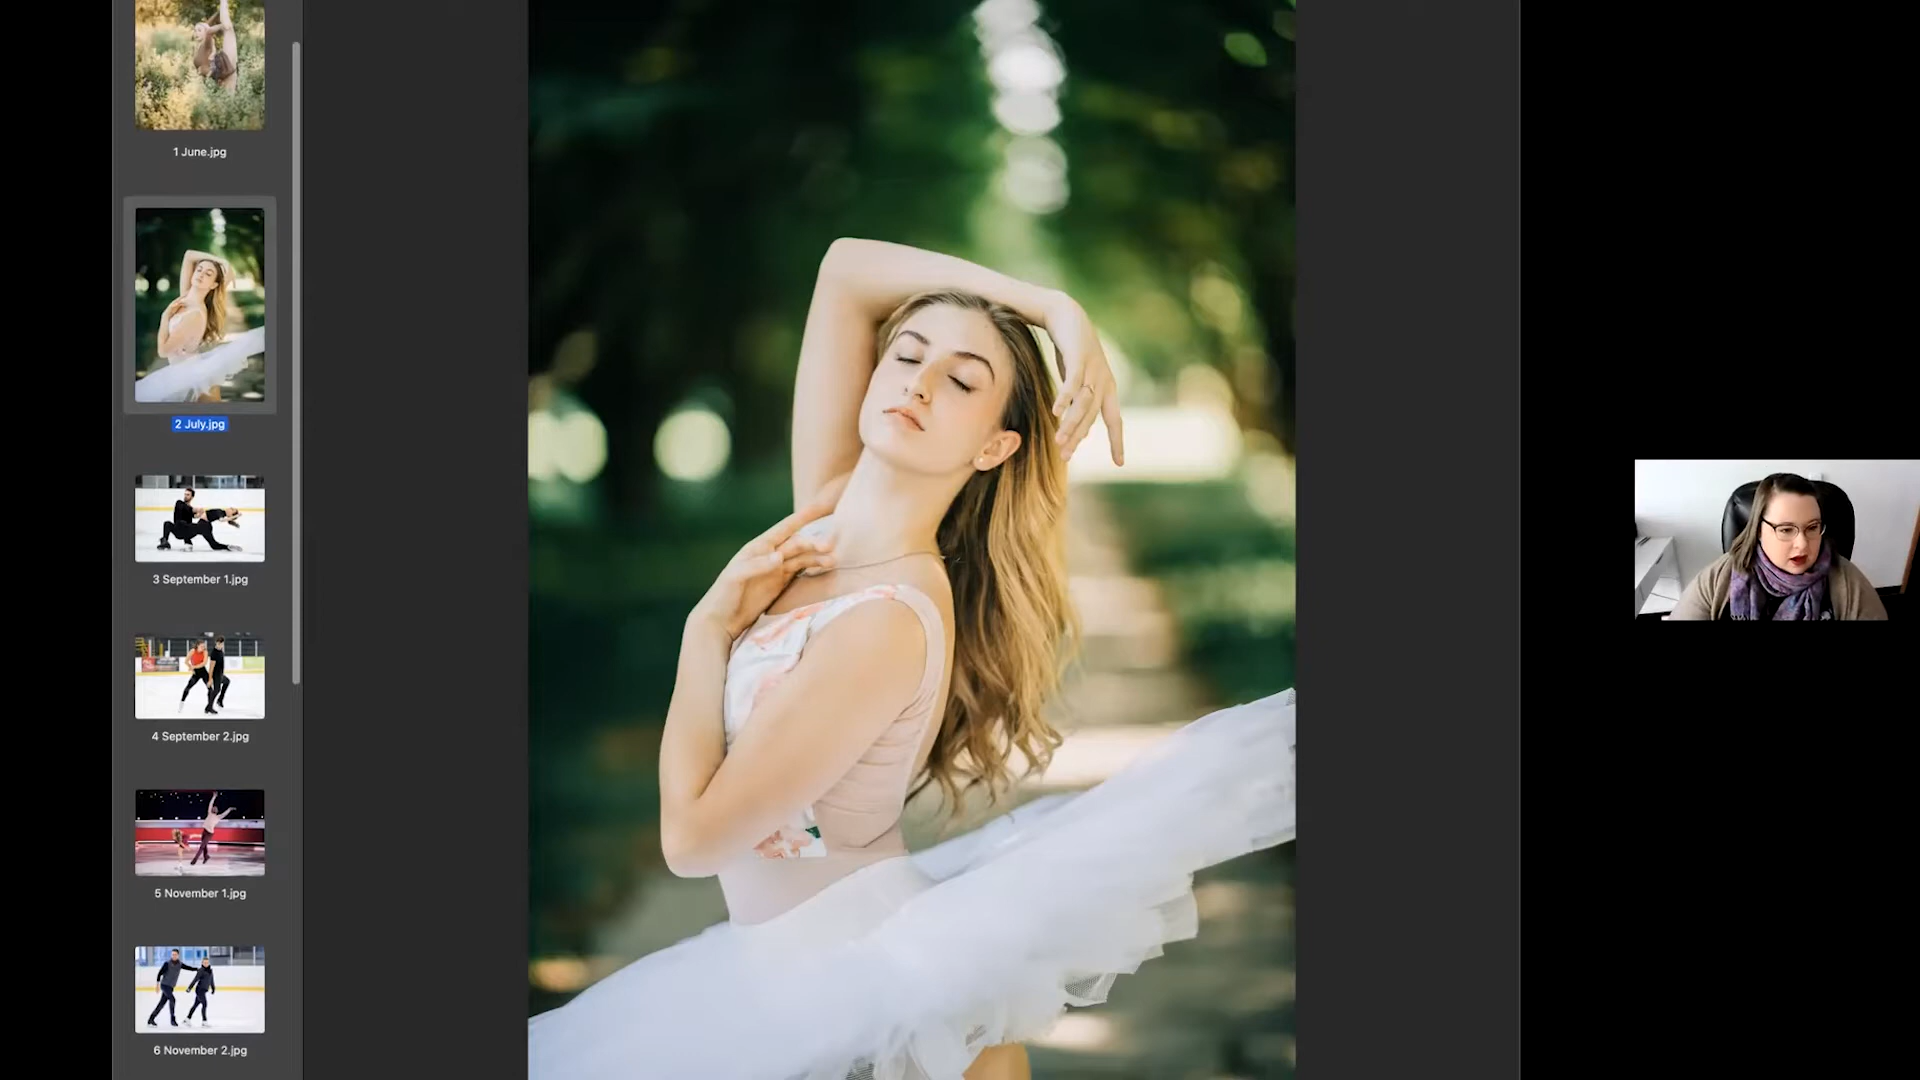 1 June.jpg
2 July.jpg
3 September 1.jpg
4 September 2.jpg
5 November 1.jpg
6 November 2.jpg